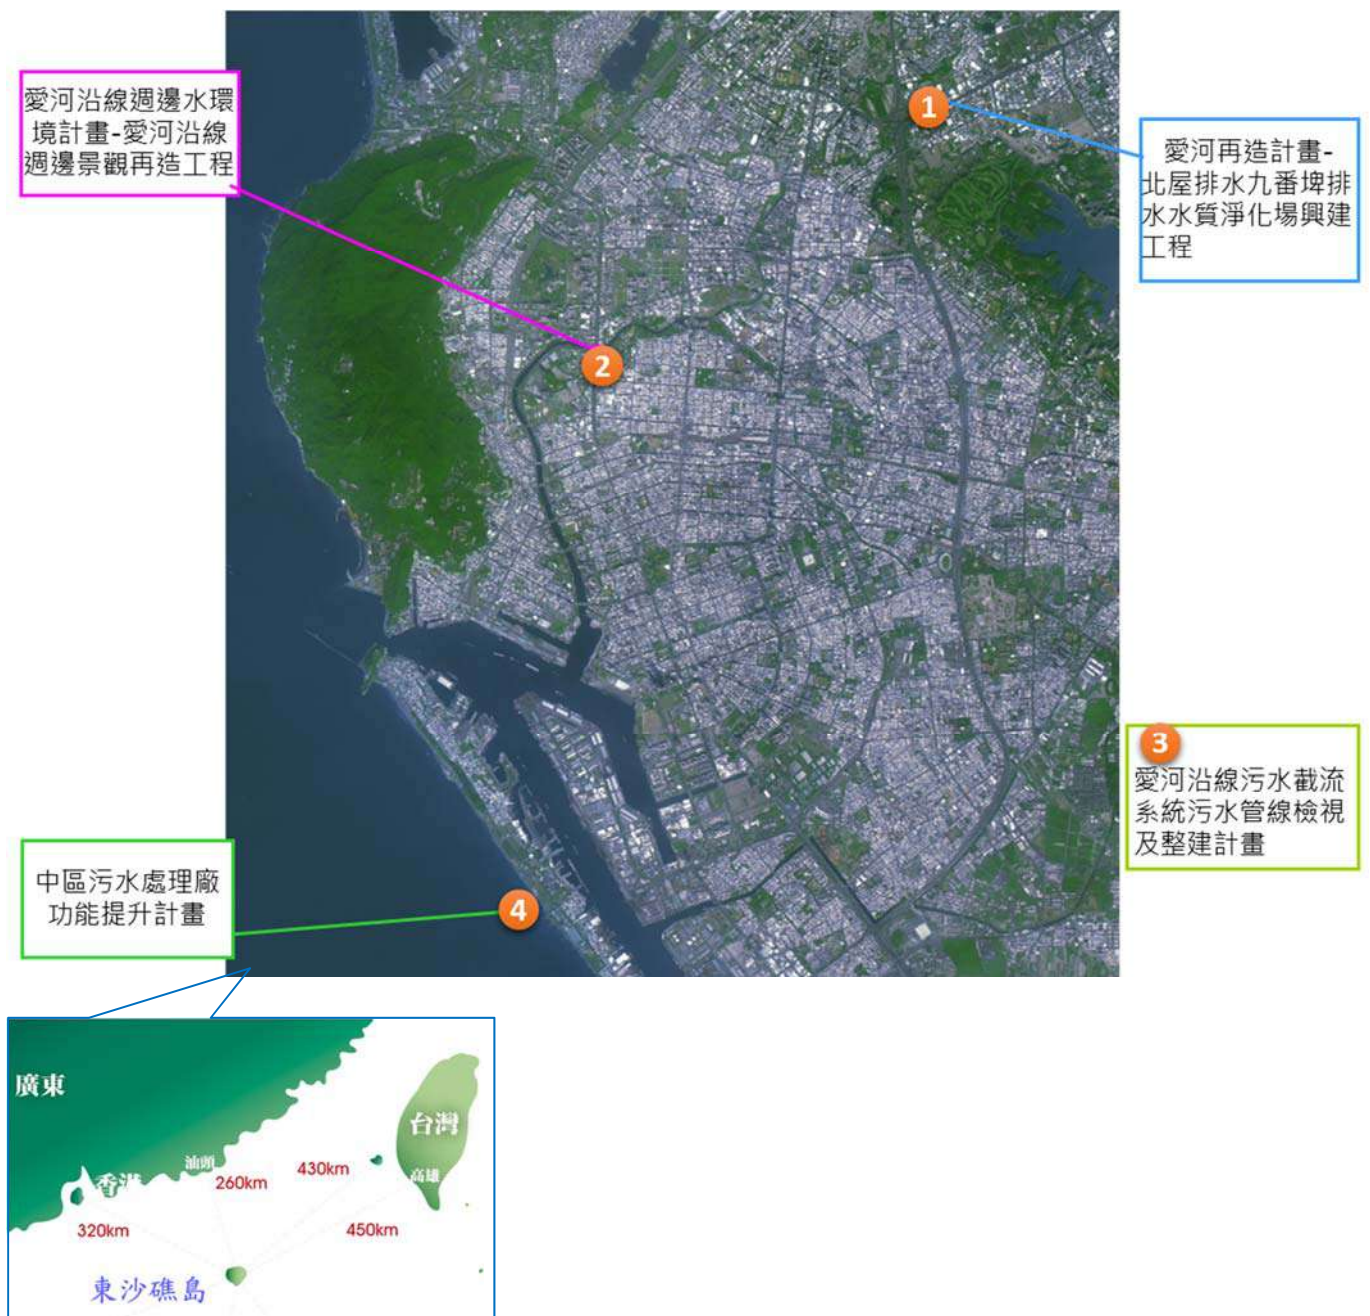 愛河沿線週邊水環
境計畫-愛河沿線
週邊景觀再造工程
1
愛河再造計畫-
北屋排水九番埤排
水水質淨化場興建
工程
2
3
愛河沿線污水截流
系統污水管線檢視
及整建計畫
中區污水處理廠
功能提升計畫
4
廣東
台灣
汕頭
香港
260km
430km
高雄
320km
450km
東沙礁島